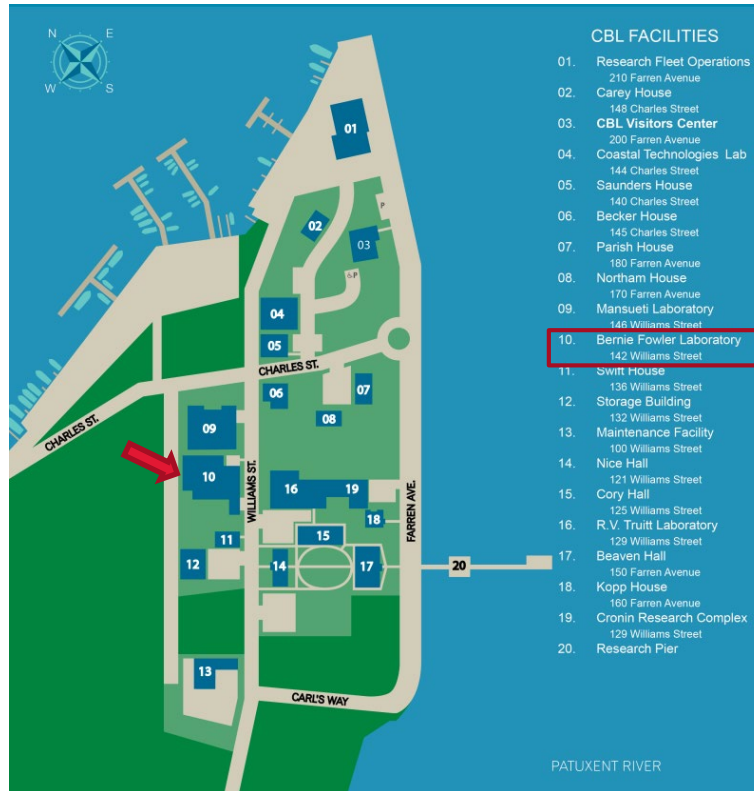 N
E
W
S
CBL FACILITIES
01. Research Fleet Operations
210 Farren Avenue
02. Carey House
148 Charles Street
03. CBL Visitors Center
200 Farren Avenue
04. Coastal Technologies Lab
144 Charles Street
05. Saunders House
140 Charles Street
06. Becker House
145 Charles Street
07. Parish House
180 Farren Avenue
08. Northam House
170 Farren Avenue
09. Mansueti Laboratory
146 Williams Street
10. Bernie Fowler Laboratory
142 Williams Street
11. Swift House
136 Williams Street
12. Storage Building
132 Williams Street
13. Maintenance Facility
100 Williams Street
14. Nice Hall
121 Williams Street
15. Cory Hall
125 Williams Street
16. R.V. Truitt Laboratory
129 Williams Street
17. Beaven Hall
150 Farren Avenue
18. Kopp House
160 Farren Avenue
19. Cronin Research Complex
129 Williams Street
20. Research Pier
01
P
02
03
P
04
05
CHARLES ST.
06
07
08
09
CHARLES ST.
10
WILLIAMS ST.
FARREN AVE.
16
19
18
11
15
12
14
17
20
13
CARL'S WAY
PATUXENT RIVER